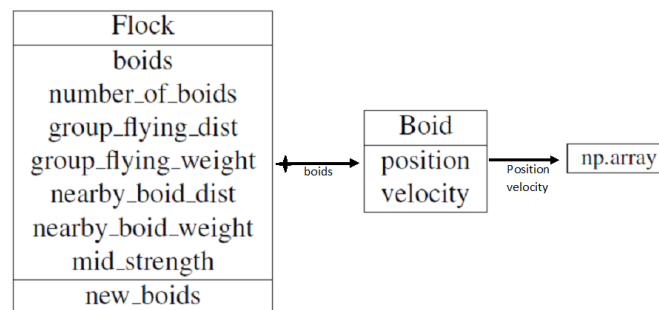 Flock
boids
number_of_boids
group_flying_dist
group_flying_weight
nearby_boid_dist
nearby_boid_weight
mid_strength
new_boids
boids
Boid
position
velocity
Position
velocity
np.array